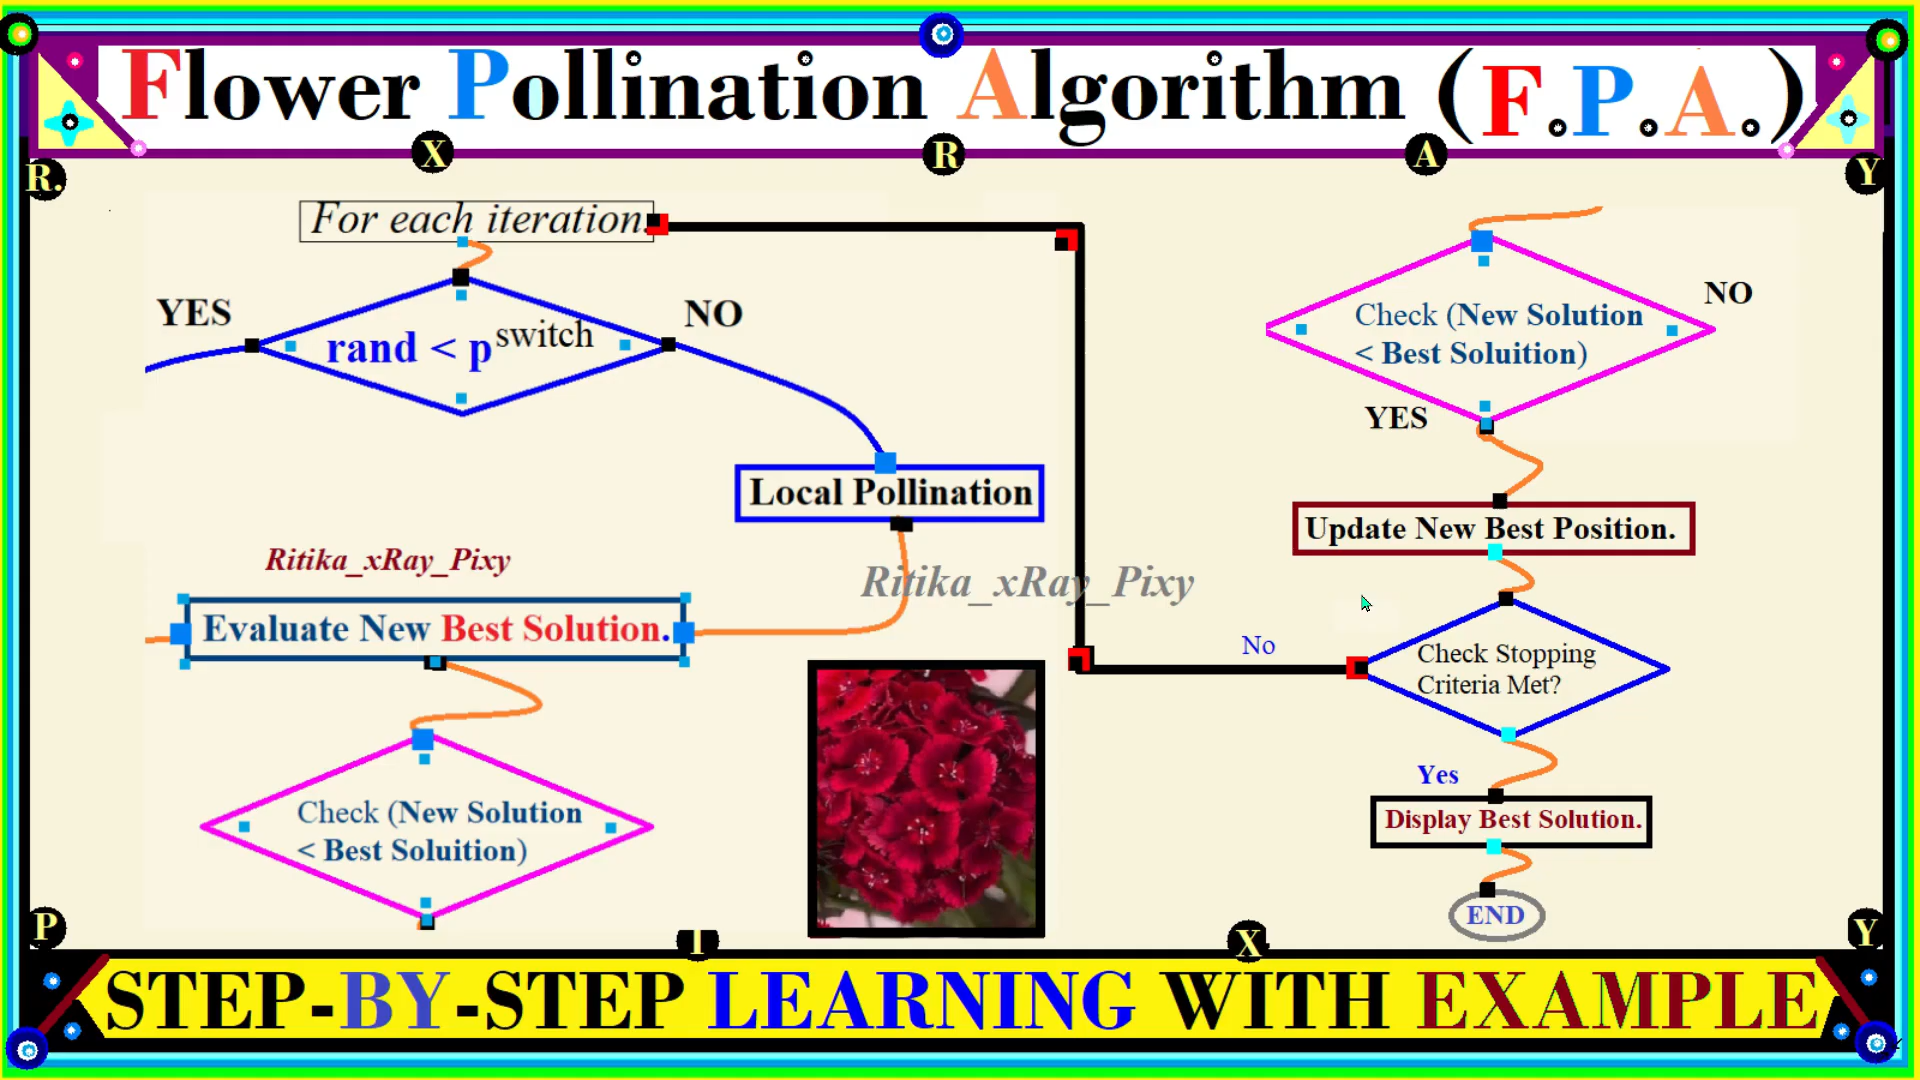 Flower Pollination Algorithm (F.P.A.)
R. X R A Y
For each iteration.
YES
NO
rand < p switch
Local Pollination
Ritika_xRay_Pixy
Evaluate New Best Solution.
Check (New Solution
< Best Soluition)
Ritika_xRay_Pixy
Check (New Solution
< Best Soluition)
NO
YES
Update New Best Position.
No
Check Stopping
Criteria Met?
Yes
Display Best Solution.
END
P I X Y
STEP-BY-STEP LEARNING WITH EXAMPLE